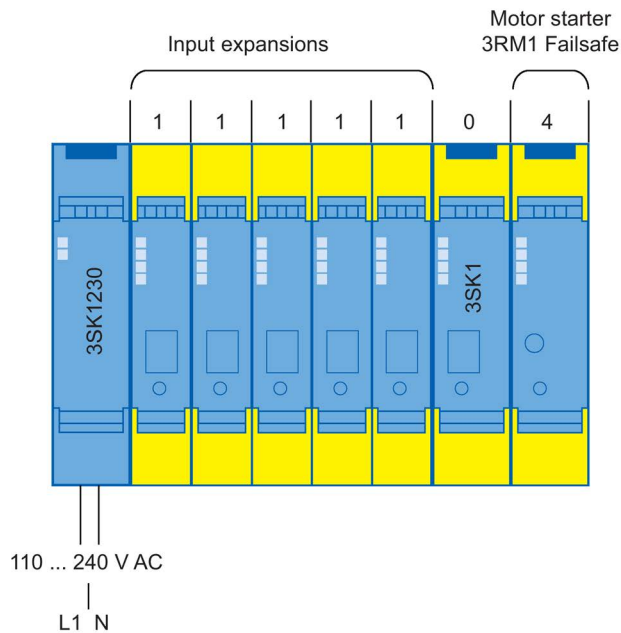 Motor starter
Input expansions 3RM1 Failsafe
1 1 1 1 1 0 4
3SK1230
3SK1
110 ... 240 V AC
L1 N